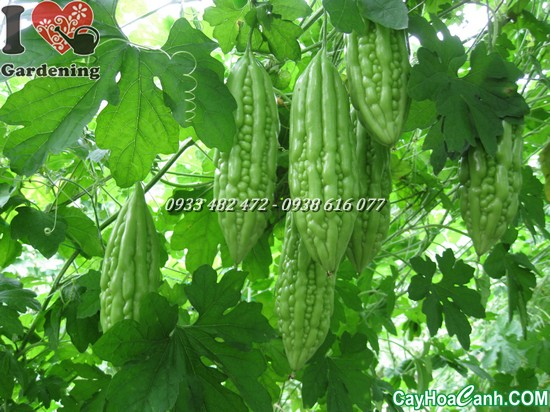 I
Gardening
0933 482 472 - 0938 616 077
CayHoaCanh.COM